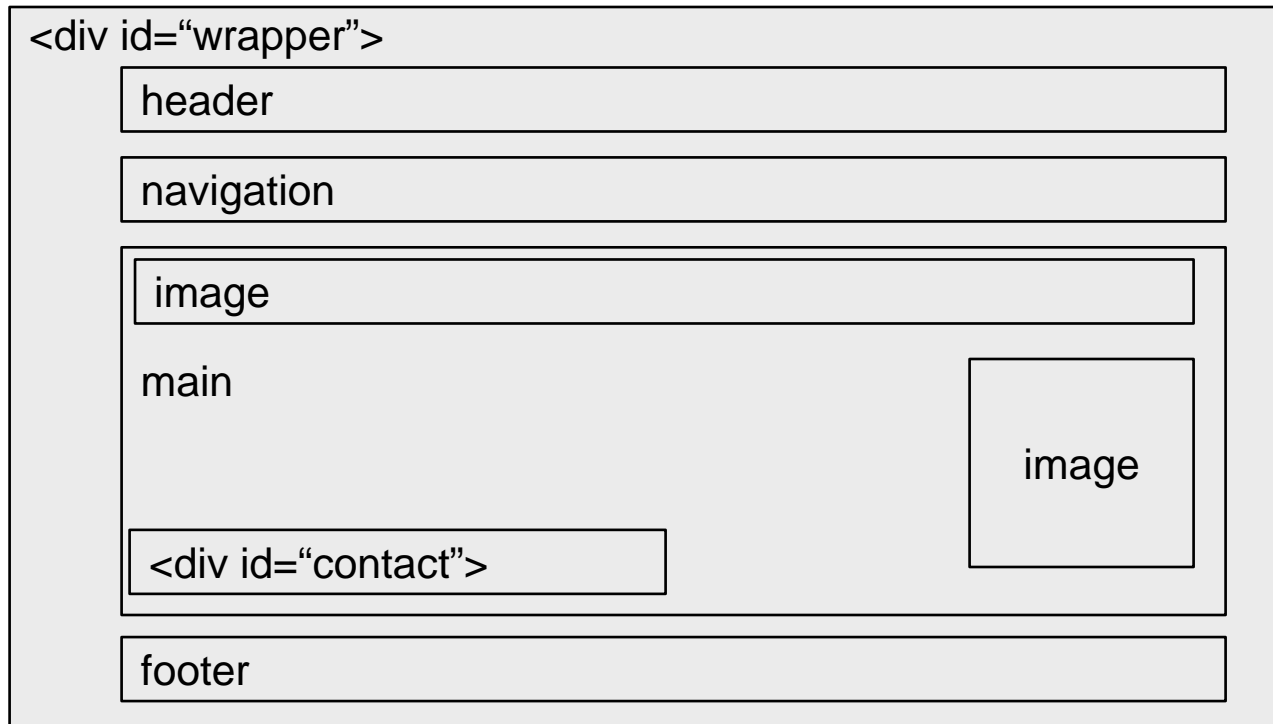 <div id=“wrapper”>
header
navigation
image
main
image
<div id=“contact”>
footer